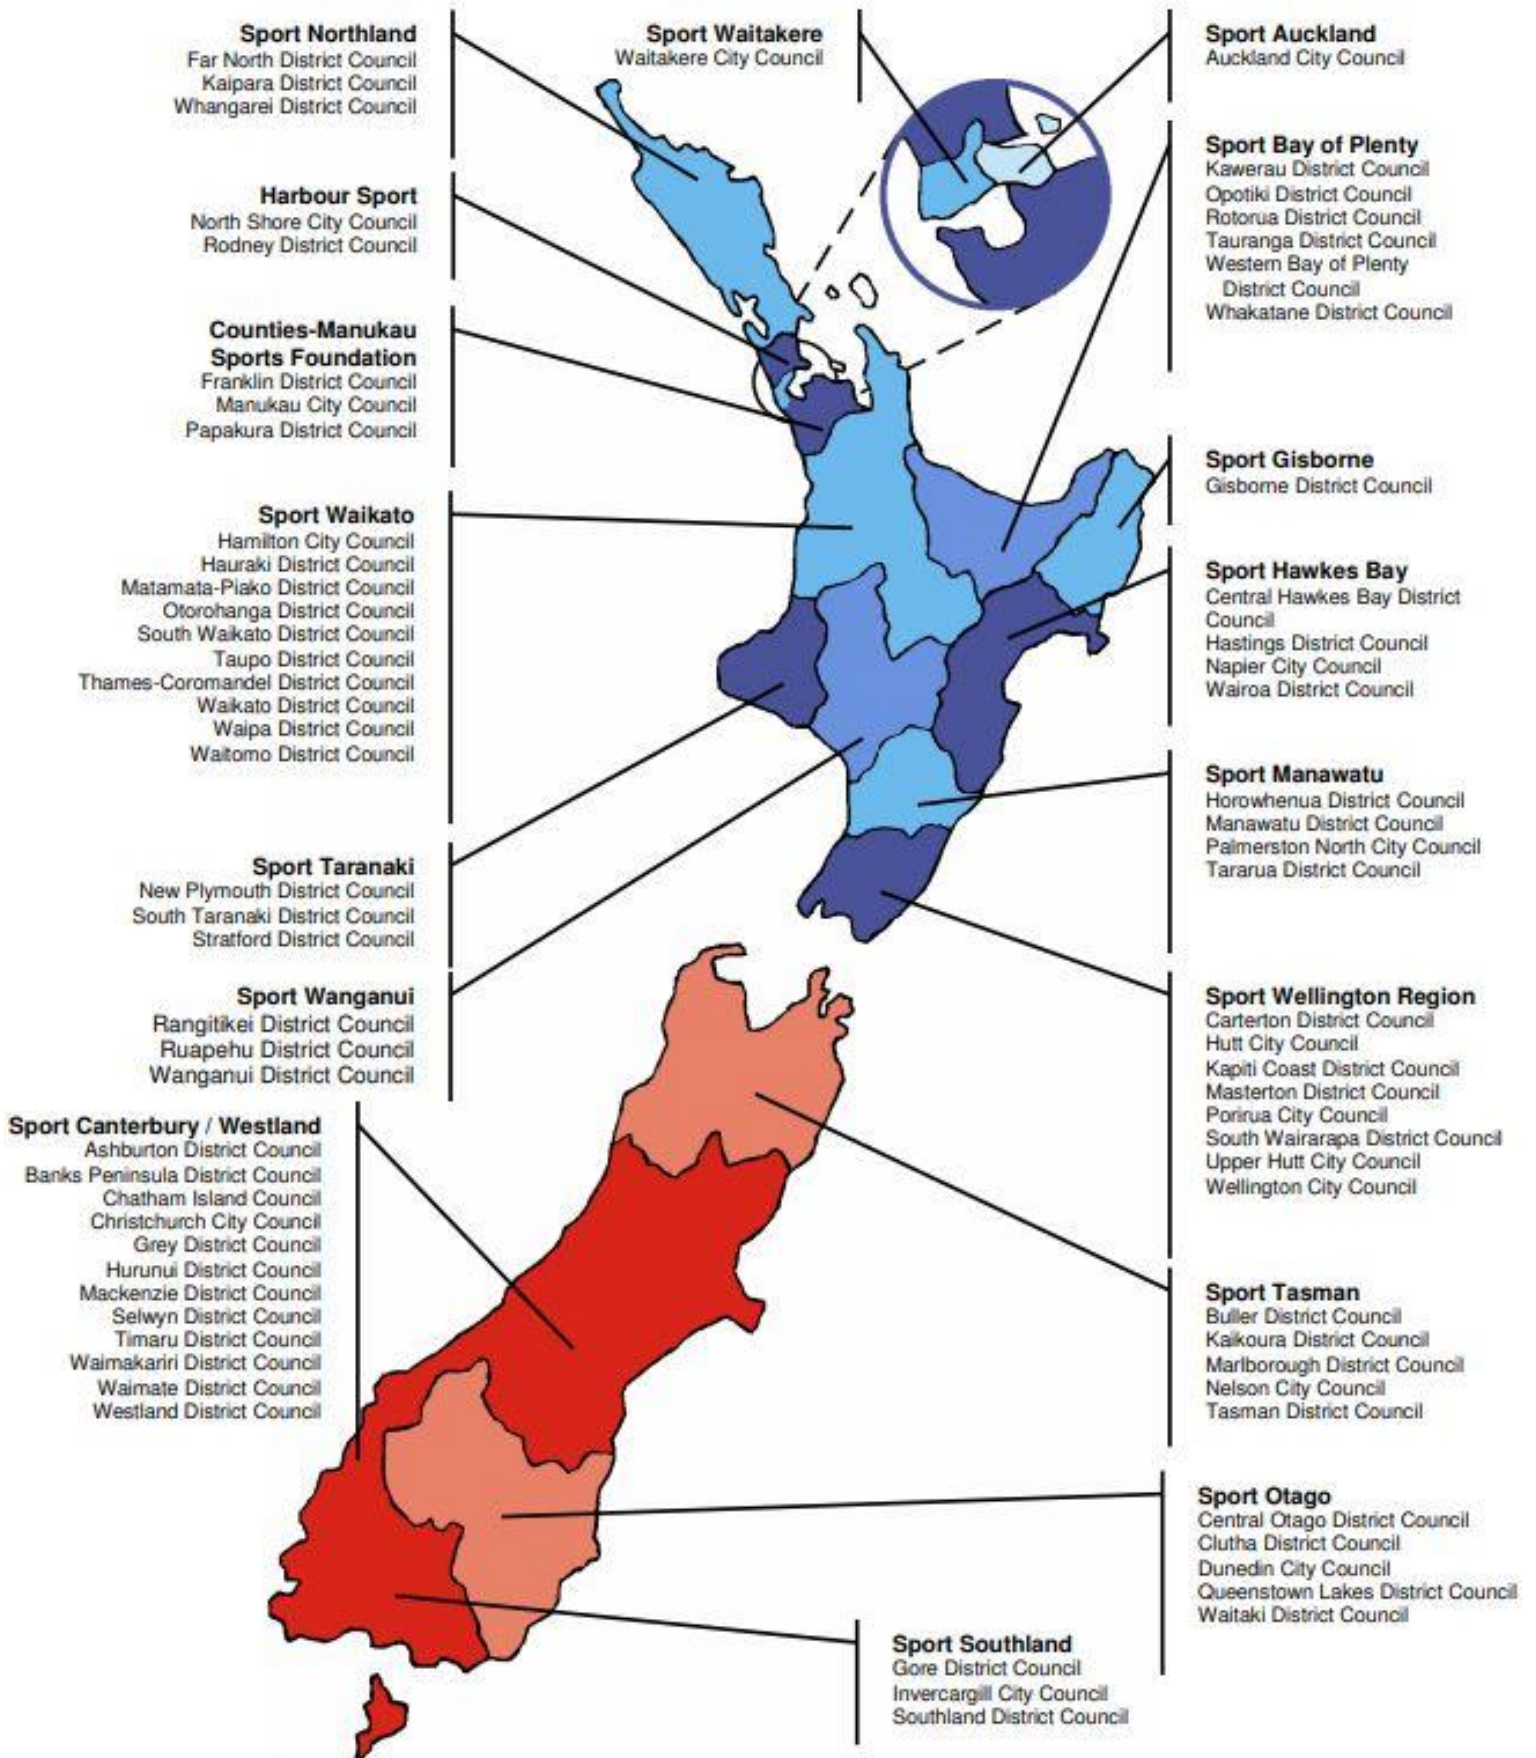 Sport Northland
Far North District Council
Kaipara District Council
Whangarei District Council
Harbour Sport
North Shore City Council
Rodney District Council
Counties-Manukau
Sports Foundation
Franklin District Council
Manukau City Council
Papakura District Council
Sport Waikato
Hamilton City Council
Hauraki District Council
Matamata-Piako District Council
Otorohanga District Council
South Waikato District Council
Taupo District Council
Thames-Coromandel District Council
Waikato District Council
Waipa District Council
Waitomo District Council
Sport Taranaki
New Plymouth District Council
South Taranaki District Council
Stratford District Council
Sport Wanganui
Rangitikei District Council
Ruapehu District Council
Wanganui District Council
Sport Canterbury / Westland
Ashburton District Council
Banks Peninsula District Council
Chatham Island Council
Christchurch City Council
Grey District Council
Hurunui District Council
Mackenzie District Council
Selwyn District Council
Timaru District Council
Waimakariri District Council
Waimate District Council
Westland District Council
Sport Waitakere
Waitakere City Council
Sport Auckland
Auckland City Council
Sport Bay of Plenty
Kawerau District Council
Opotiki District Council
Rotorua District Council
Tauranga District Council
Western Bay of Plenty
District Council
Whakatane District Council
Sport Gisborne
Gisborne District Council
Sport Hawkes Bay
Central Hawkes Bay District
Council
Hastings District Council
Napier City Council
Wairoa District Council
Sport Manawatu
Horowhenua District Council
Manawatu District Council
Palmerston North City Council
Tararua District Council
Sport Wellington Region
Carterton District Council
Hutt City Council
Kapiti Coast District Council
Masterton District Council
Porirua City Council
South Wairarapa District Council
Upper Hutt City Council
Wellington City Council
Sport Tasman
Buller District Council
Kaikoura District Council
Marlborough District Council
Nelson City Council
Tasman District Council
Sport Otago
Central Otago District Council
Clutha District Council
Dunedin City Council
Queenstown Lakes District Council
Waitaki District Council
Sport Southland
Gore District Council
Invercargill City Council
Southland District Council